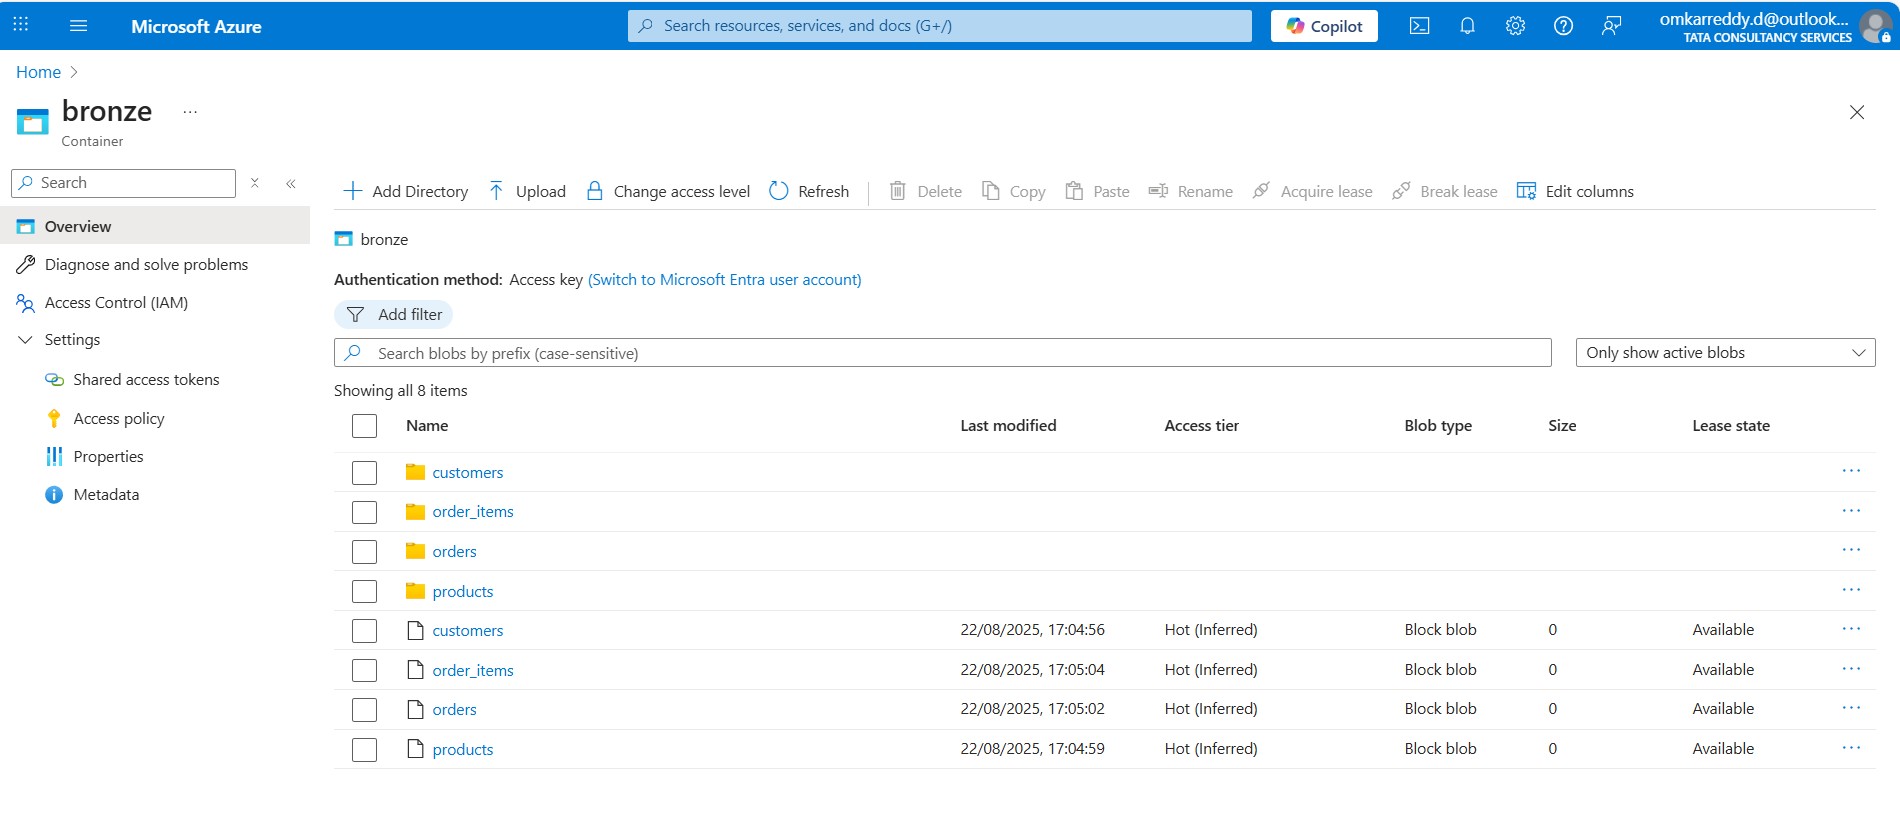 Microsoft Azure
Search resources, services, and docs (G+/)
Copilot
omkarreddy.d@outlook...
TATA CONSULTANCY SERVICES
Home
bronze
Container
Search
Overview
Diagnose and solve problems
Access Control (IAM)
Settings
Shared access tokens
Access policy
Properties
Metadata
Add Directory Upload Change access level Refresh Delete Copy Paste Rename Acquire lease Break lease Edit columns
bronze
Authentication method: Access key (Switch to Microsoft Entra user account)
Add filter
Search blobs by prefix (case-sensitive) Only show active blobs
Showing all 8 items
Name Last modified Access tier Blob type Size Lease state
customers
order_items
orders
products
customers 22/08/2025, 17:04:56 Hot (Inferred) Block blob 0 Available
order_items 22/08/2025, 17:05:04 Hot (Inferred) Block blob 0 Available
orders 22/08/2025, 17:05:02 Hot (Inferred) Block blob 0 Available
products 22/08/2025, 17:04:59 Hot (Inferred) Block blob 0 Available